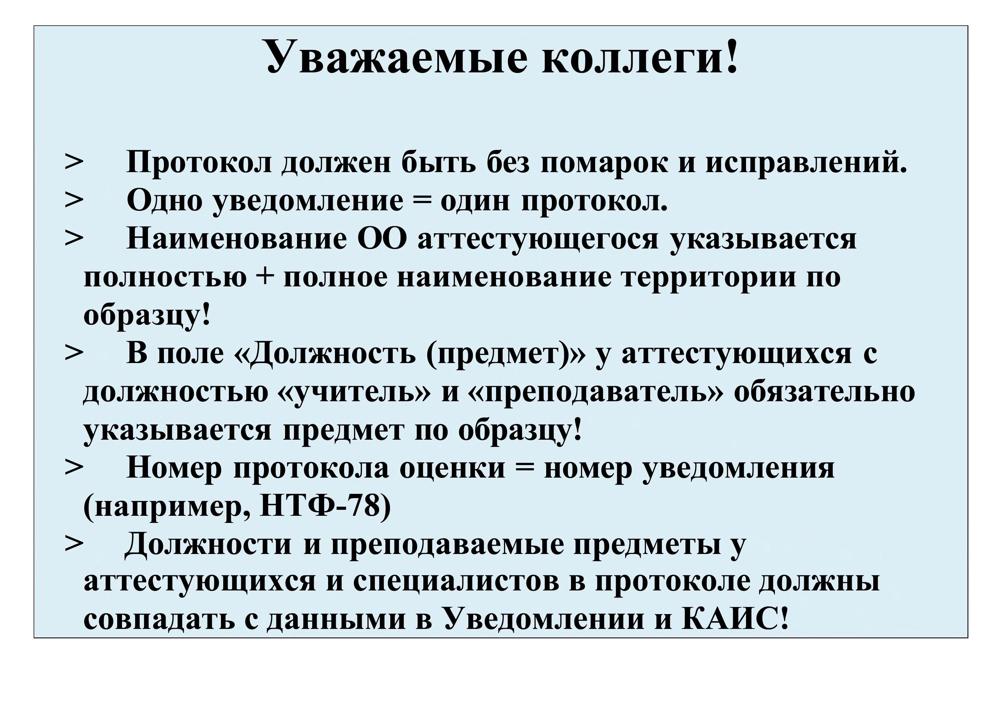 Уважаемые коллеги!
> Протокол должен быть без помарок и исправлений.
> Одно уведомление = один протокол.
> Наименование ОО аттестующегося указывается
полностью + полное наименование территории по
образцу!
> В поле «Должность (предмет)» у аттестующихся с
должностью «учитель» и «преподаватель» обязательно
указывается предмет по образцу!
> Номер протокола оценки = номер уведомления
(например, НТФ-78)
> Должности и преподаваемые предметы у
аттестующихся и специалистов в протоколе должны
совпадать с данными в Уведомлении и КАИС!